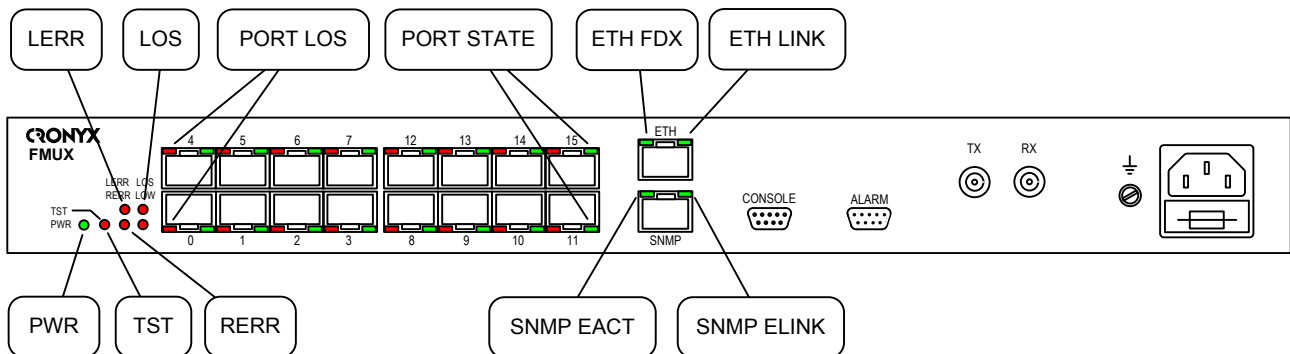 LERR LOS PORT LOS PORT STATE ETH FDX ETH LINK
CRONYX
FMUX
4 5 6 7 12 13 14 15 ETH
TX RX
LERR LOS
RERR LOW
CONSOLE ALARM
TST
PWR
0 1 2 3 8 9 10 11 SNMP
PWR TST RERR SNMP EACT SNMP ELINK